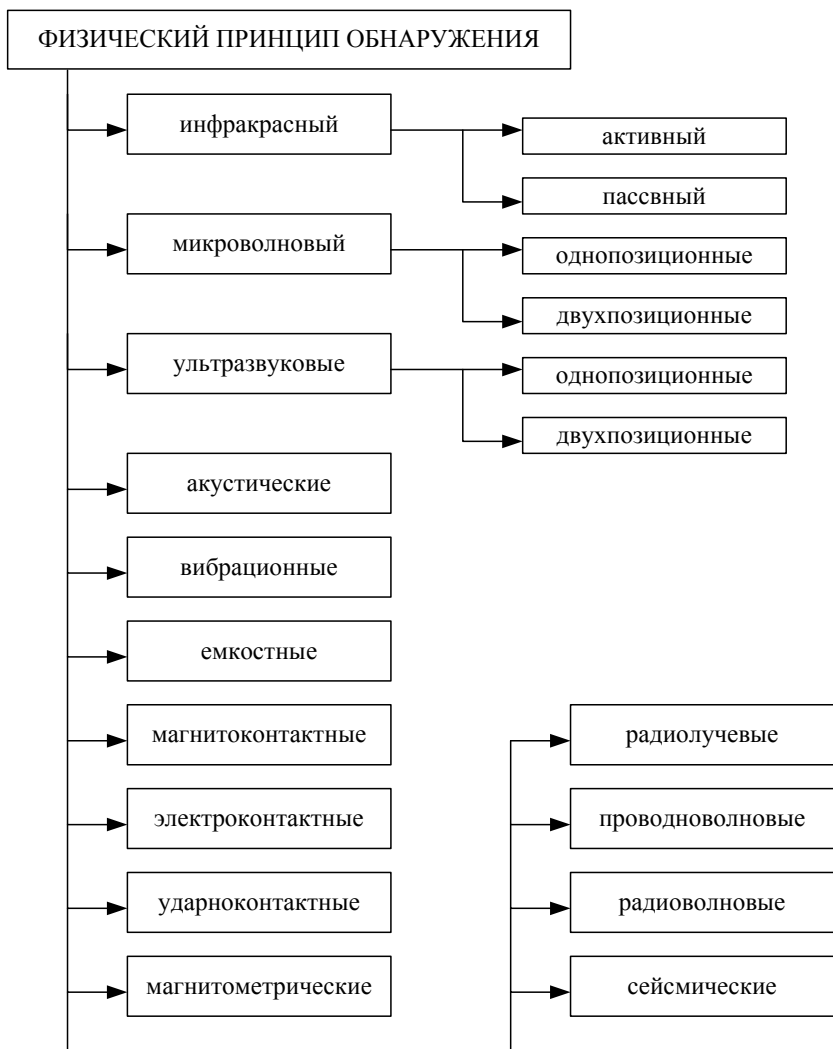 ФИЗИЧЕСКИЙ ПРИНЦИП ОБНАРУЖЕНИЯ
инфракрасный
активный
пассвный
микроволновый
однопозиционные
двухпозиционные
ультразвуковые
однопозиционные
двухпозиционные
акустические
вибрационные
емкостные
магнитоконтактные
электроконтактные
ударноконтактные
магнитометрические
радиолучевые
проводноволновые
радиоволновые
сейсмические